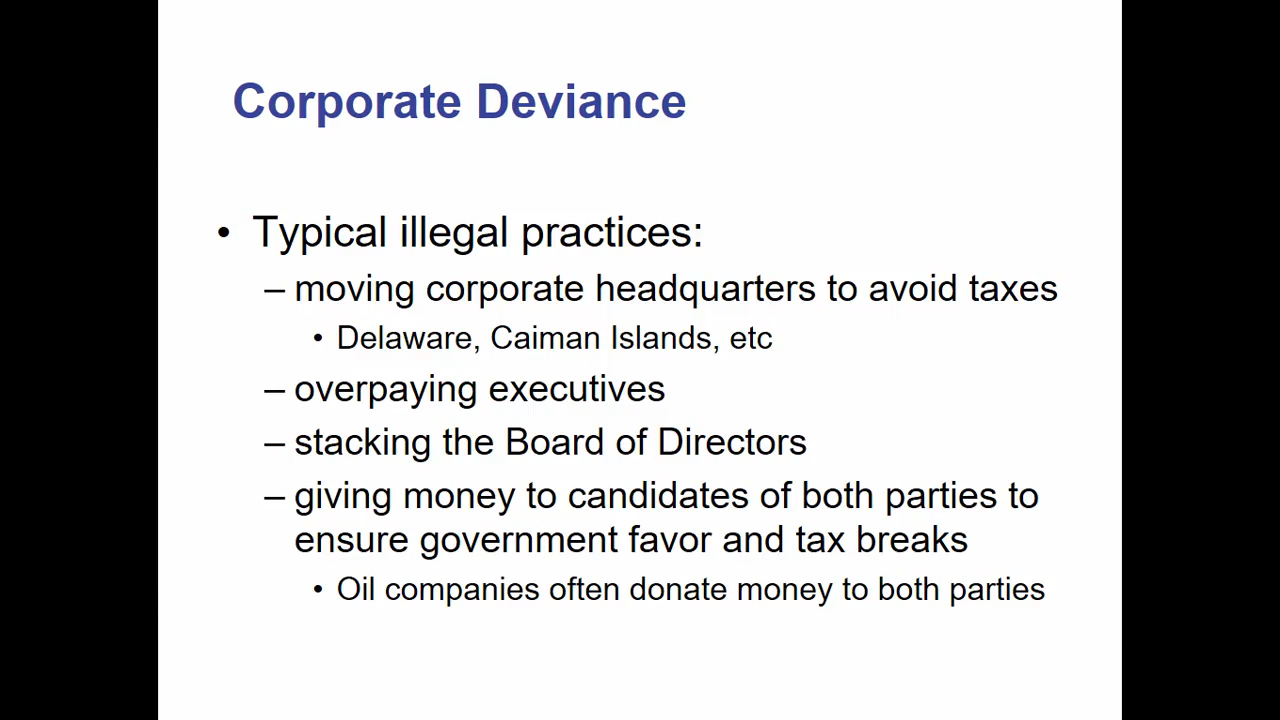 Corporate Deviance
• Typical illegal practices:
– moving corporate headquarters to avoid taxes
• Delaware, Caiman Islands, etc
– overpaying executives
– stacking the Board of Directors
– giving money to candidates of both parties to
ensure government favor and tax breaks
• Oil companies often donate money to both parties